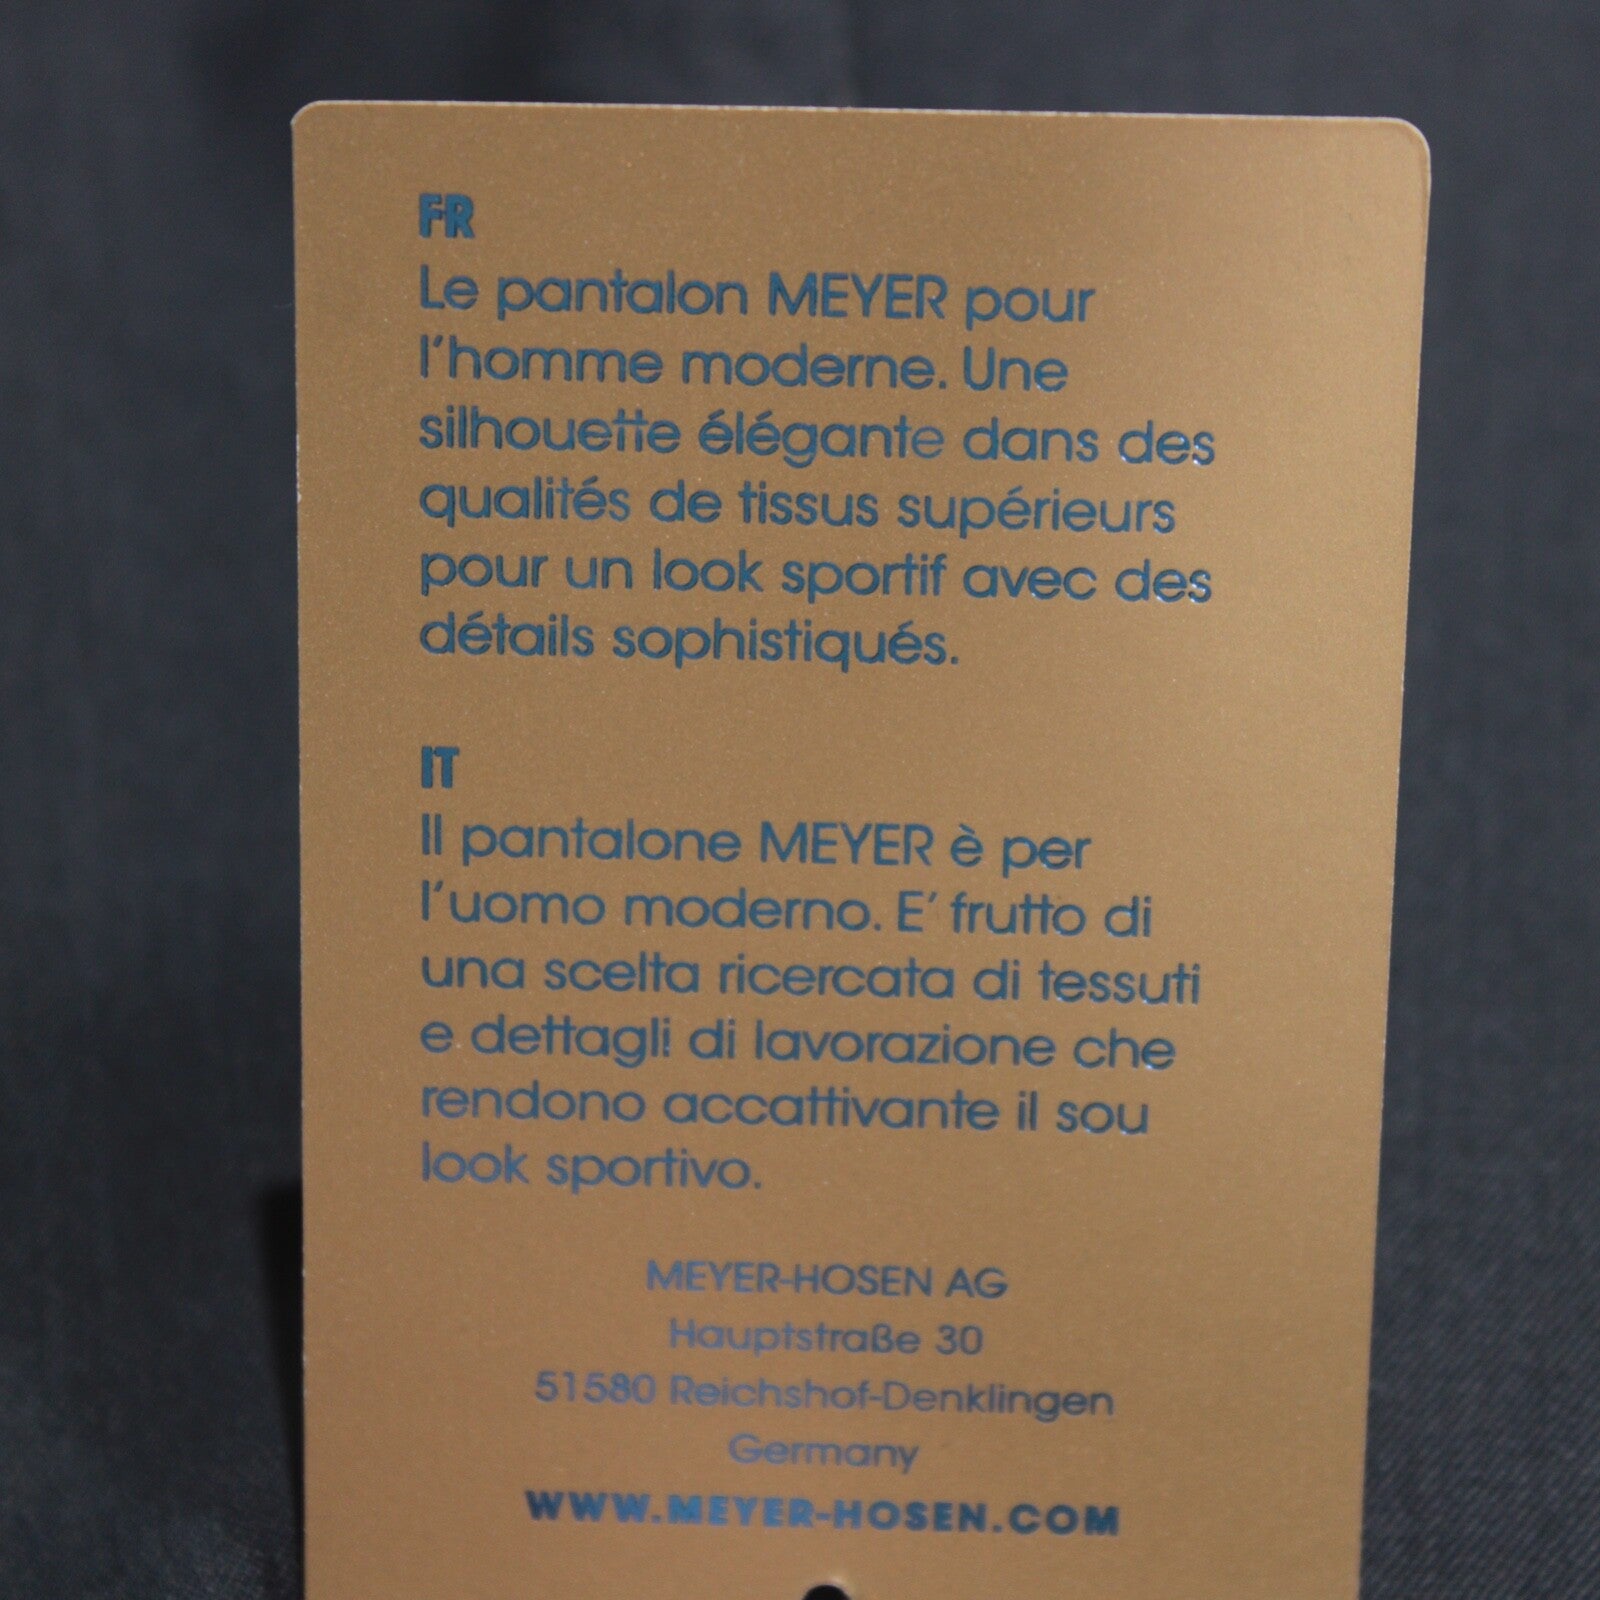 FR
Le pantalon MEYER pour
l'homme moderne. Une
silhouette élégante dans des
qualités de tissus supérieurs
pour un look sportif avec des
détails sophistiqués.
IT
Il pantalone MEYER è per
l'uomo moderno. E' frutto di
una scelta ricercata di tessuti
e dettagli di lavorazione che
rendono accattivante il sou
look sportivo.
MEYER-HOSEN AG
Hauptstraße 30
51580 Reichshof-Denklingen
Germany
WWW.MEYER-HOSEN.COM